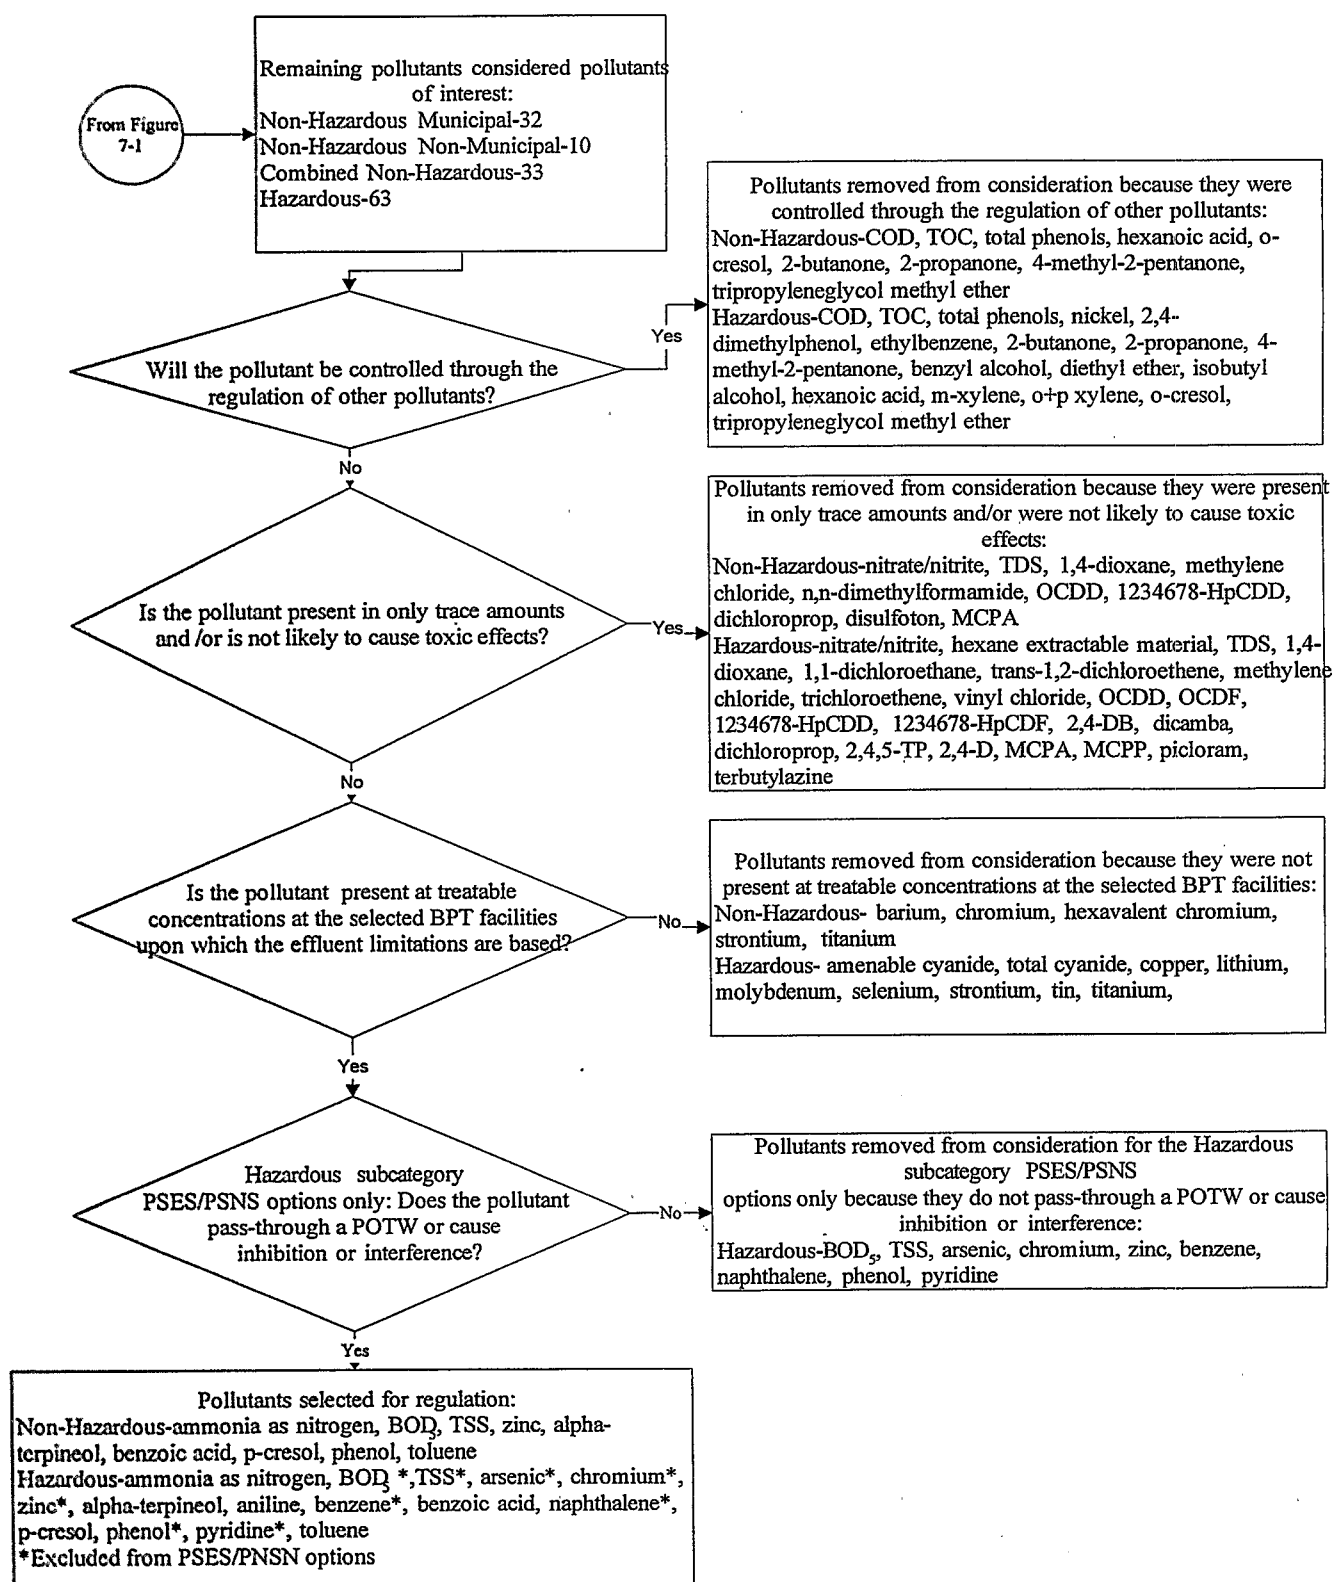 From Figure
7-1
Remaining pollutants considered pollutants
of interest:
Non-Hazardous Municipal-32
Non-Hazardous Non-Municipal-10
Combined Non-Hazardous-33
Hazardous-63
Will the pollutant be controlled through the
regulation of other pollutants?
Yes
Pollutants removed from consideration because they were
controlled through the regulation of other pollutants:
Non-Hazardous-COD, TOC, total phenols, hexanoic acid, o-
cresol, 2-butanone, 2-propanone, 4-methyl-2-pentanone,
tripropyleneglycol methyl ether
Hazardous-COD, TOC, total phenols, nickel, 2,4-
dimethylphenol, ethylbenzene, 2-butanone, 2-propanone, 4-
methyl-2-pentanone, benzyl alcohol, diethyl ether, isobutyl
alcohol, hexanoic acid, m-xylene, o+p xylene, o-cresol,
tripropyleneglycol methyl ether
No
Is the pollutant present in only trace amounts
and /or is not likely to cause toxic effects?
Yes
Pollutants removed from consideration because they were present
in only trace amounts and/or were not likely to cause toxic
effects:
Non-Hazardous-nitrate/nitrite, TDS, 1,4-dioxane, methylene
chloride, n,n-dimethylformamide, OCDD, 1234678-HpCDD,
dichloroprop, disulfoton, MCPA
Hazardous-nitrate/nitrite, hexane extractable material, TDS, 1,4-
dioxane, 1,1-dichloroethane, trans-1,2-dichloroethene, methylene
chloride, trichloroethene, vinyl chloride, OCDD, OCDF,
1234678-HpCDD, 1234678-HpCDF, 2,4-DB, dicamba,
dichloroprop, 2,4,5-TP, 2,4-D, MCPA, MCPP, picloram,
terbutylazine
No
Is the pollutant present at treatable
concentrations at the selected BPT facilities
upon which the effluent limitations are based?
No
Pollutants removed from consideration because they were not
present at treatable concentrations at the selected BPT facilities:
Non-Hazardous- barium, chromium, hexavalent chromium,
strontium, titanium
Hazardous- amenable cyanide, total cyanide, copper, lithium,
molybdenum, selenium, strontium, tin, titanium,
Yes
Hazardous subcategory
PSES/PSNS options only: Does the pollutant
pass-through a POTW or cause
inhibition or interference?
No
Pollutants removed from consideration for the Hazardous
subcategory PSES/PSNS
options only because they do not pass-through a POTW or cause
inhibition or interference:
Hazardous-BOD5, TSS, arsenic, chromium, zinc, benzene,
naphthalene, phenol, pyridine
Yes
Pollutants selected for regulation:
Non-Hazardous-ammonia as nitrogen, BOD5, TSS, zinc, alpha-
terpineol, benzoic acid, p-cresol, phenol, toluene
Hazardous-ammonia as nitrogen, BOD5 *,TSS*, arsenic*, chromium*,
zinc*, alpha-terpineol, aniline, benzene*, benzoic acid, naphthalene*,
p-cresol, phenol*, pyridine*, toluene
*Excluded from PSES/PNSN options